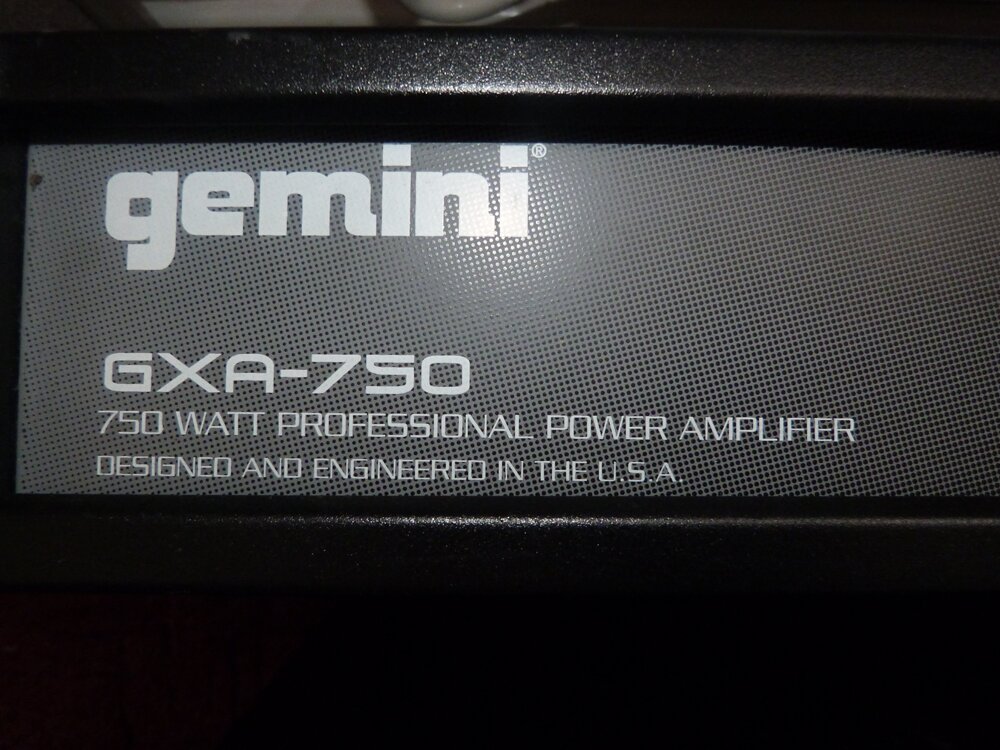 gemini®
GXA-750
750 WATT PROFESSIONAL POWER AMPLIFIER
DESIGNED AND ENGINEERED IN THE U.S.A.